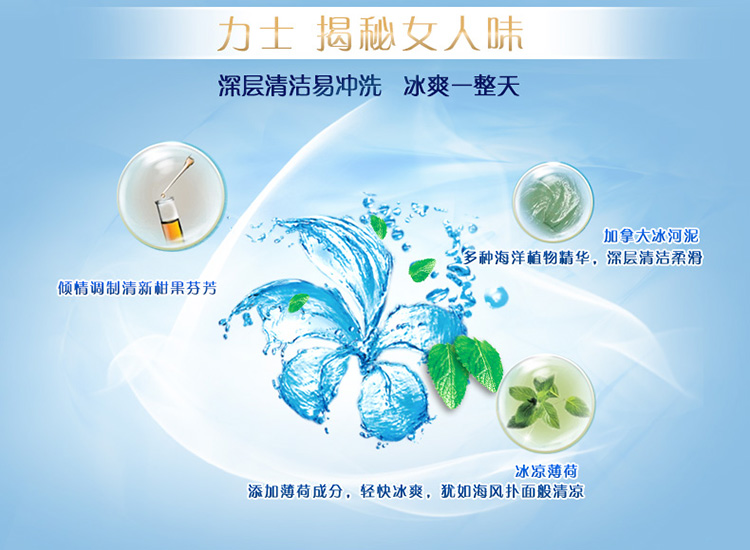 力士 揭秘女人味
深层清洁易冲洗 冰爽一整天
加拿大冰河泥
多种海洋植物精华，深层清洁柔滑
倾情调制清新柑果芬芳
冰凉薄荷
添加薄荷成分，轻快冰爽，犹如海风扑面般清凉